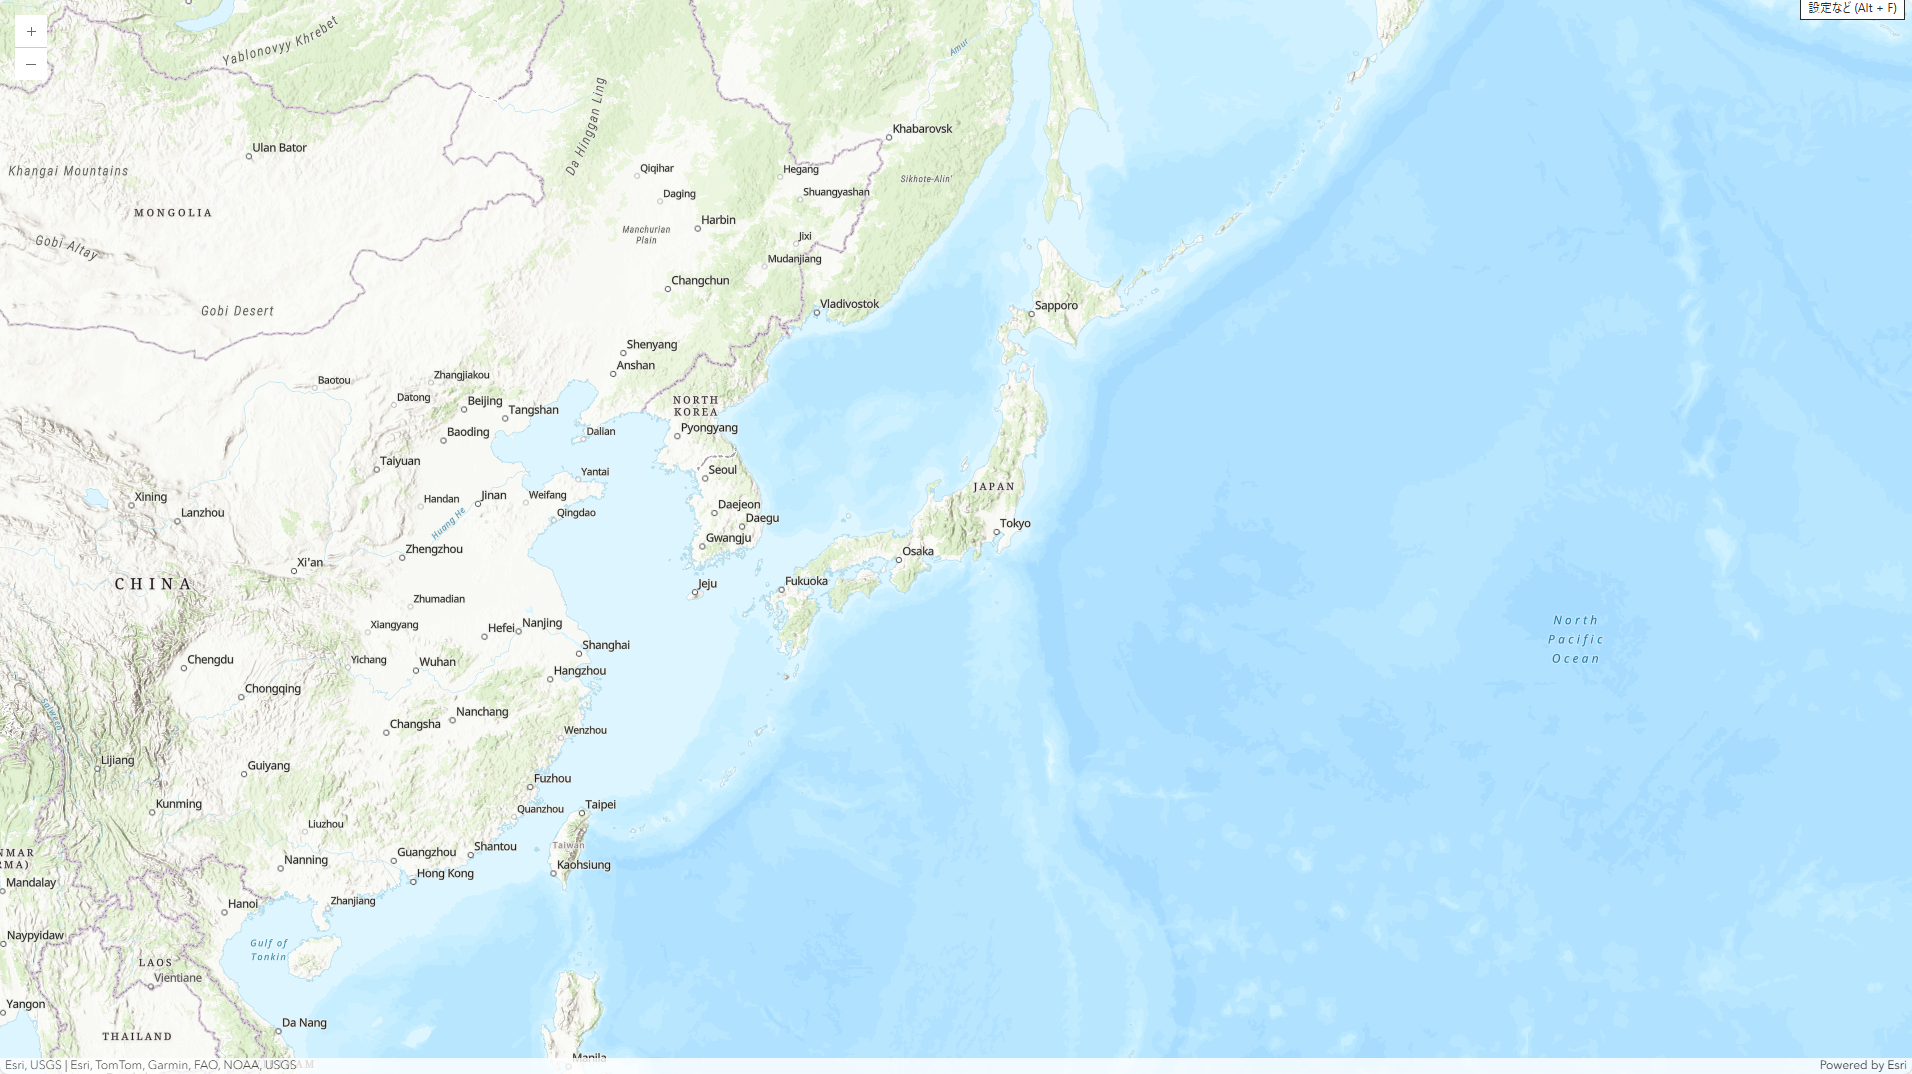 設定など (Alt + F)
+
−
Yablonovyy Khrebet
Amur
Da Hinggan Ling
Khabarovsk
Ulan Bator
Khangai Mountains
Qiqihar
Hegang
Sikhote-Alin'
Daqing
Shuangyashan
MONGOLIA
Harbin
Manchurian
Plain
Jixi
Gobi Altay
Mudanjiang
Changchun
Vladivostok
Sapporo
Gobi Desert
Shenyang
Anshan
Zhangjiakou
Baotou
Datong
Beijing
Tangshan
NORTH
KOREA
Pyongyang
Baoding
Dalian
Taiyuan
Seoul
Yantai
JAPAN
Xining
Handan
Jinan
Weifang
Lanzhou
Huang He
Qingdao
Daejeon
Daegu
Tokyo
Gwangju
Zhengzhou
Osaka
Xi'an
CHINA
Jeju
Fukuoka
Zhumadian
Xiangyang
Hefei
Nanjing
North
Pacific
Ocean
Shanghai
Chengdu
Yichang
Wuhan
Hangzhou
Chongqing
Salween
Nanchang
Changsha
Wenzhou
Lijiang
Guiyang
Fuzhou
Kunming
Quanzhou
Taipei
Liuzhou
Taiwan
NMAR
RMA)
Nanning
Guangzhou
Shantou
Kaohsiung
Hong Kong
Mandalay
Hanoi
Zhanjiang
Naypyidaw
Gulf of
Tonkin
LAOS
Vientiane
Yangon
Da Nang
THAILAND
Manila
Esri, USGS | Esri, TomTom, Garmin, FAO, NOAA, USGS
Powered by Esri